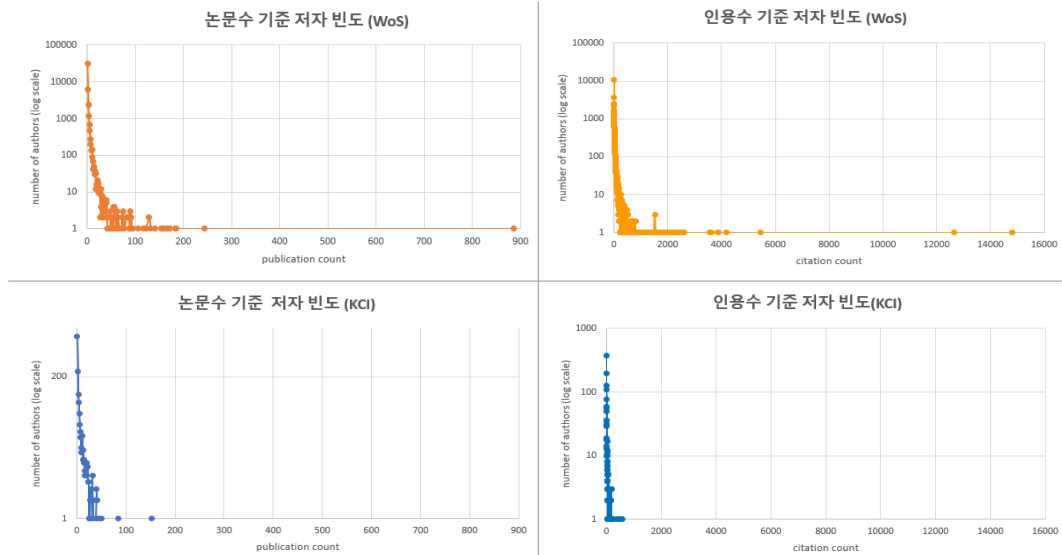 논문수 기준 저자 빈도 (WoS)
number of authors (log scale)
100000
10000
1000
100
10
1
0 100 200 300 400 500 600 700 800 900
publication count
인용수 기준 저자 빈도 (WoS)
number of authors (log scale)
100000
10000
1000
100
10
1
0 2000 4000 6000 8000 10000 12000 14000 16000
citation count
논문수 기준 저자 빈도 (KCI)
number of authors (log scale)
200
1
0 100 200 300 400 500 600 700 800 900
publication count
인용수 기준 저자 빈도(KCI)
number of authors (log scale)
1000
100
10
1
0 2000 4000 6000 8000 10000 12000 14000 16000
citation count